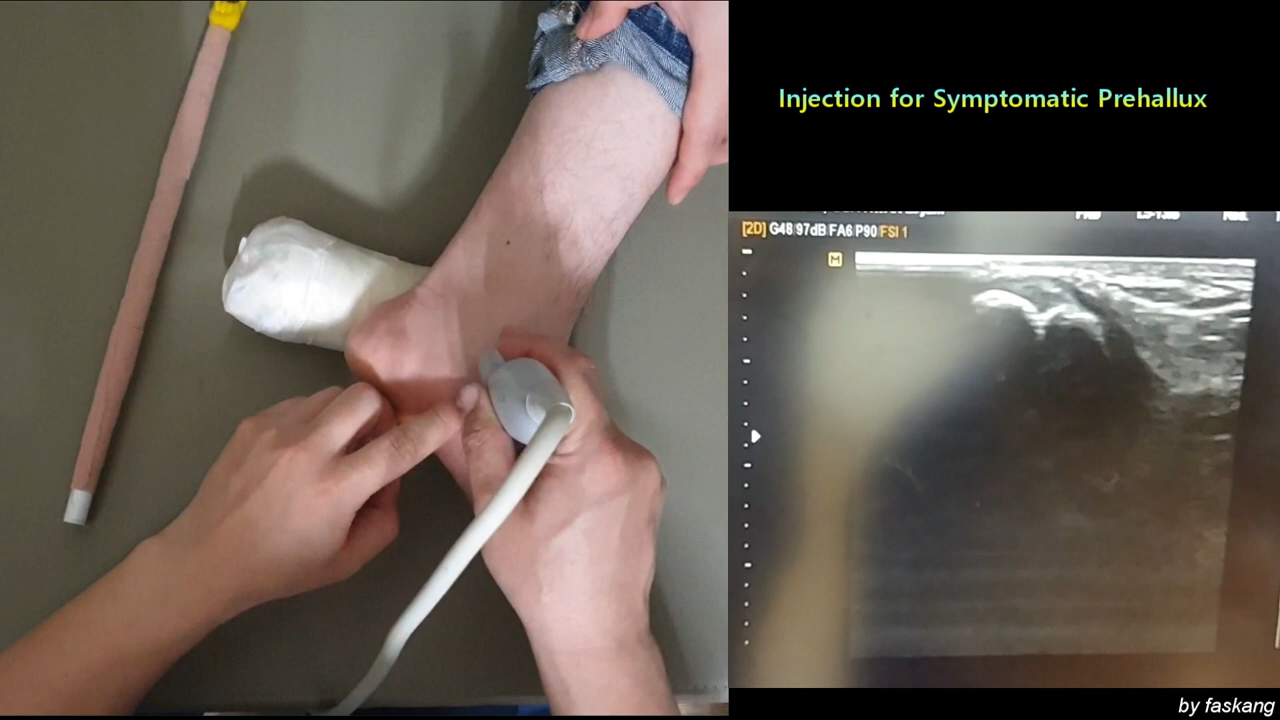 Injection for Symptomatic Prehallux
[2D] G48 97dB FA6 P90 FSI 1
M
by faskang